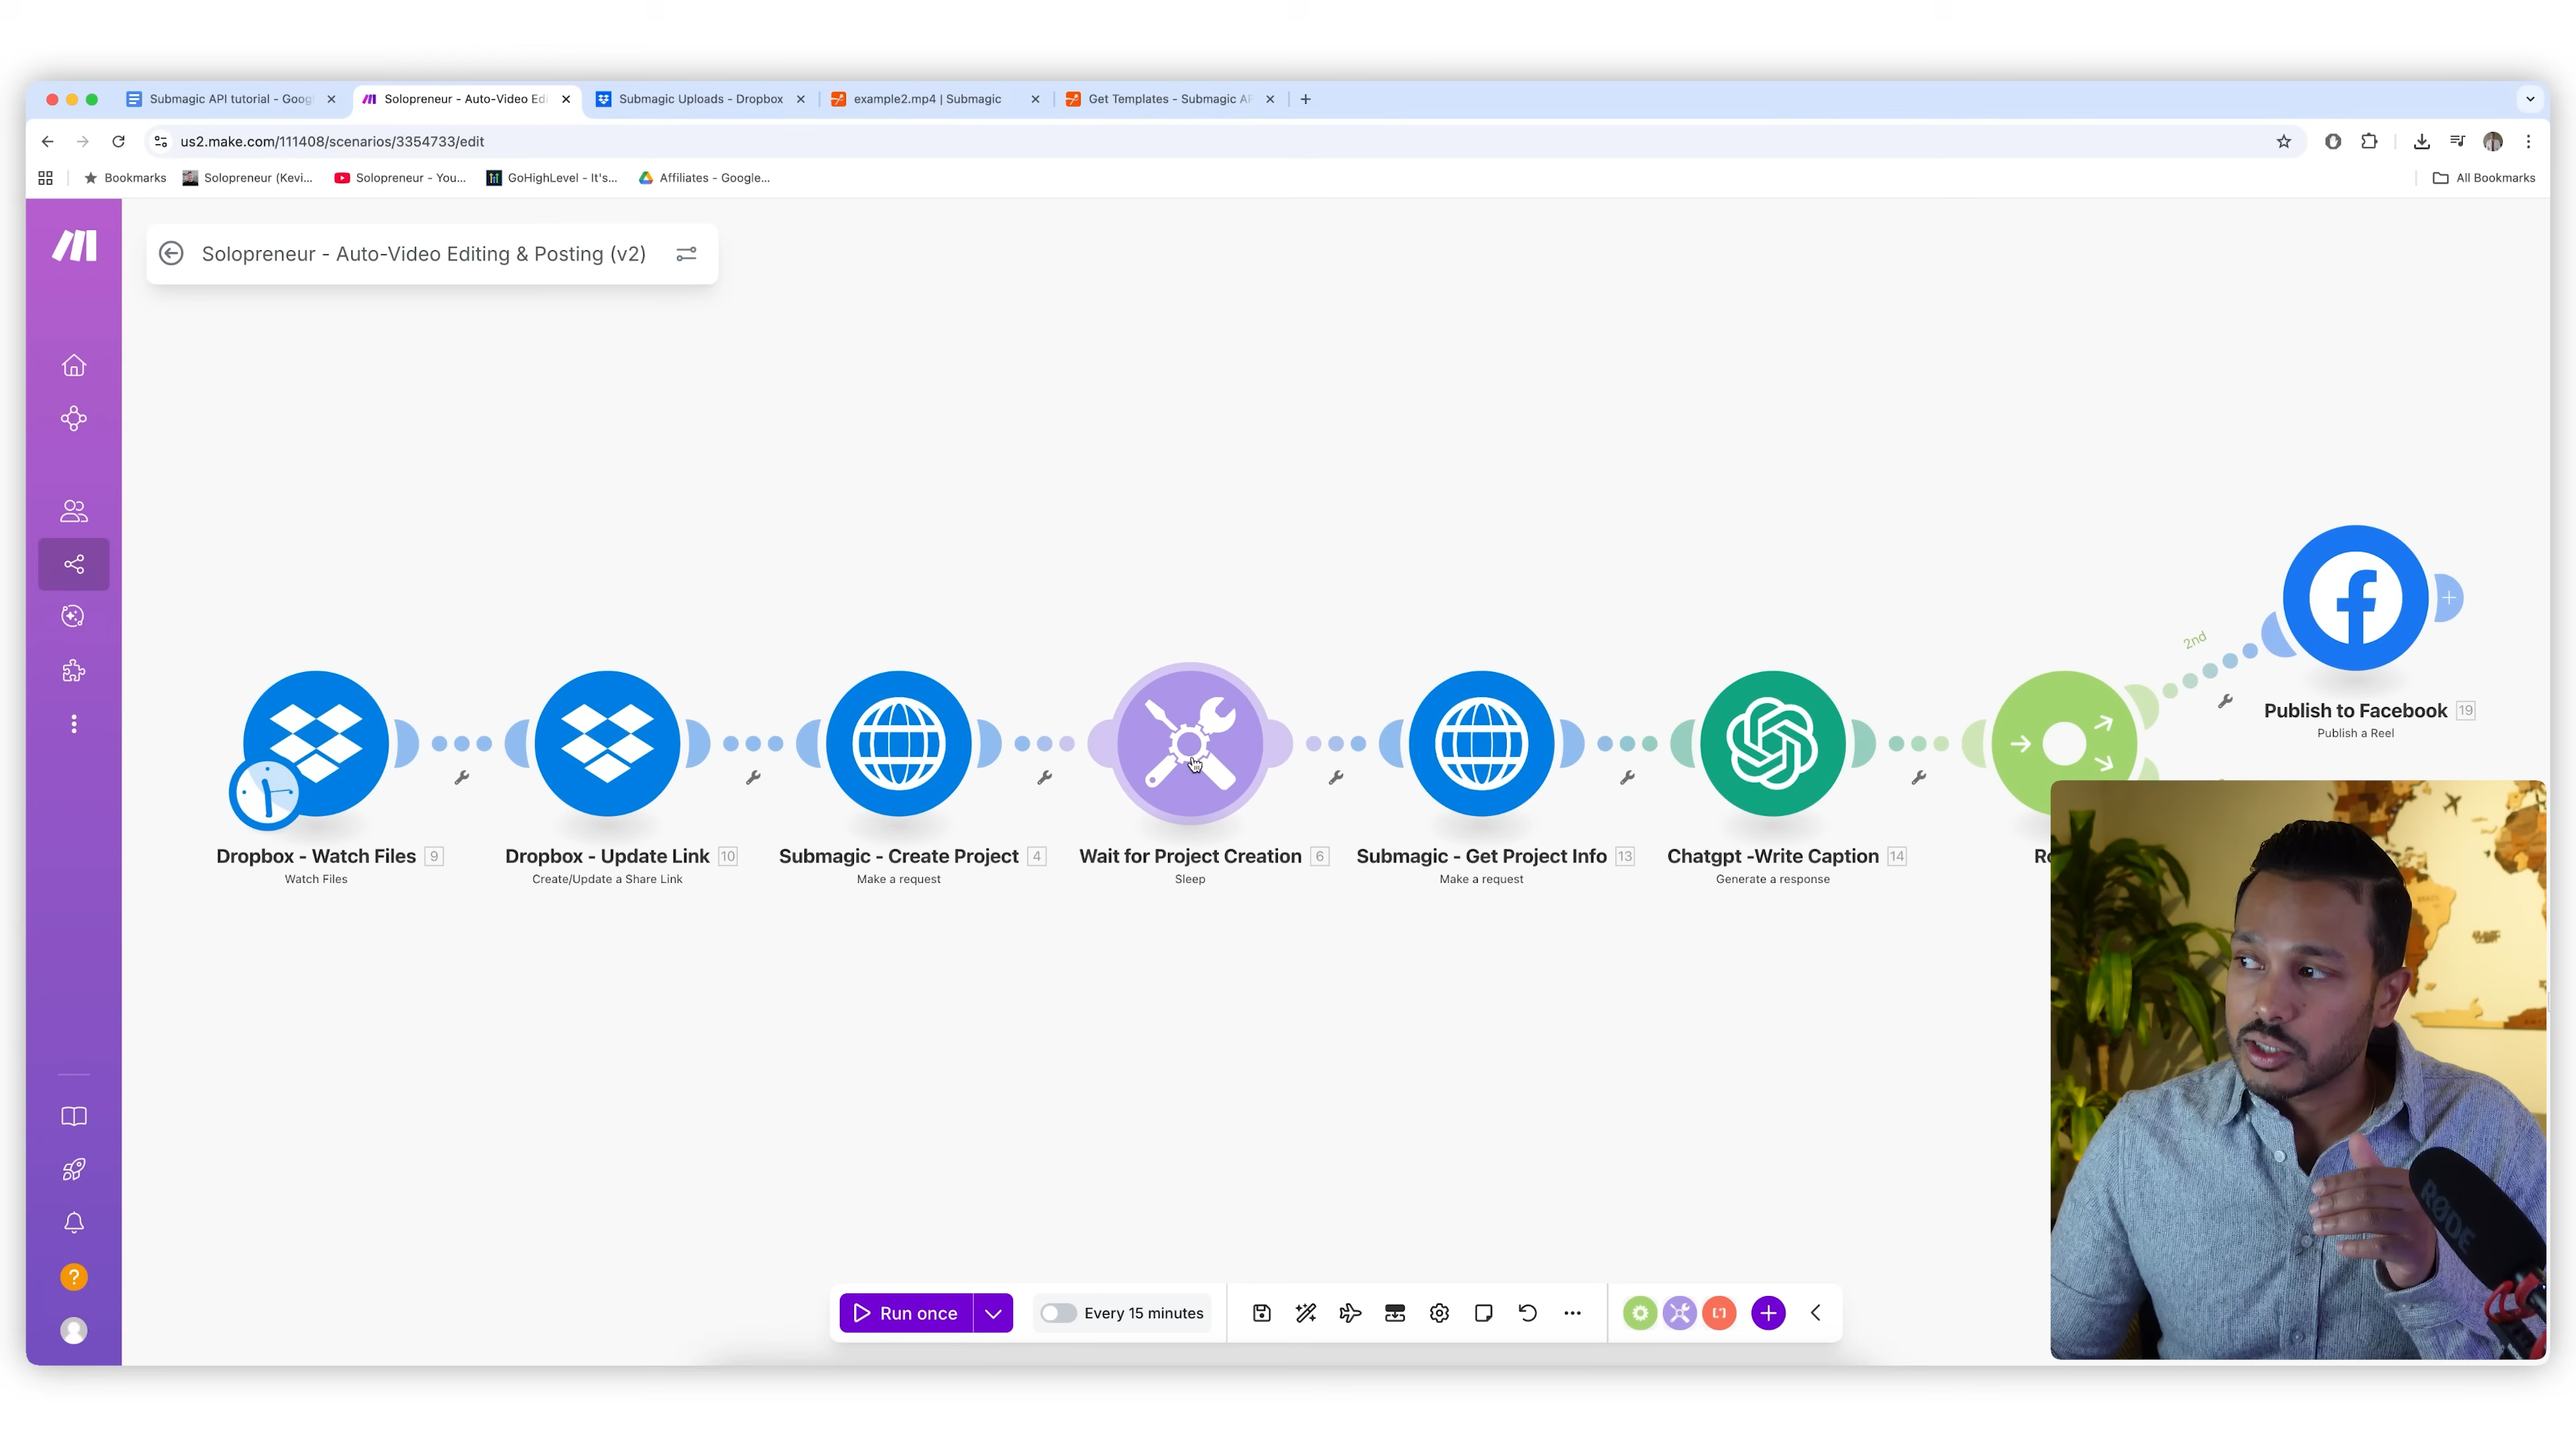 Submagic API tutorial - Goog
Solopreneur - Auto-Video Edi
Submagic Uploads - Dropbox
example2.mp4 | Submagic
Get Templates - Submagic AP
us2.make.com/111408/scenarios/3354733/edit
Bookmarks
Solopreneur (Kevi...
Solopreneur - You...
GoHighLevel - It's...
Affiliates - Google...
All Bookmarks
Solopreneur - Auto-Video Editing & Posting (v2)
2nd
Publish to Facebook 19
Publish a Reel
Dropbox - Watch Files 9
Watch Files
Dropbox - Update Link 10
Create/Update a Share Link
Submagic - Create Project 4
Make a request
Wait for Project Creation 6
Sleep
Submagic - Get Project Info 13
Make a request
Chatgpt -Write Caption 14
Generate a response
Ro
RØDE
Run once
Every 15 minutes